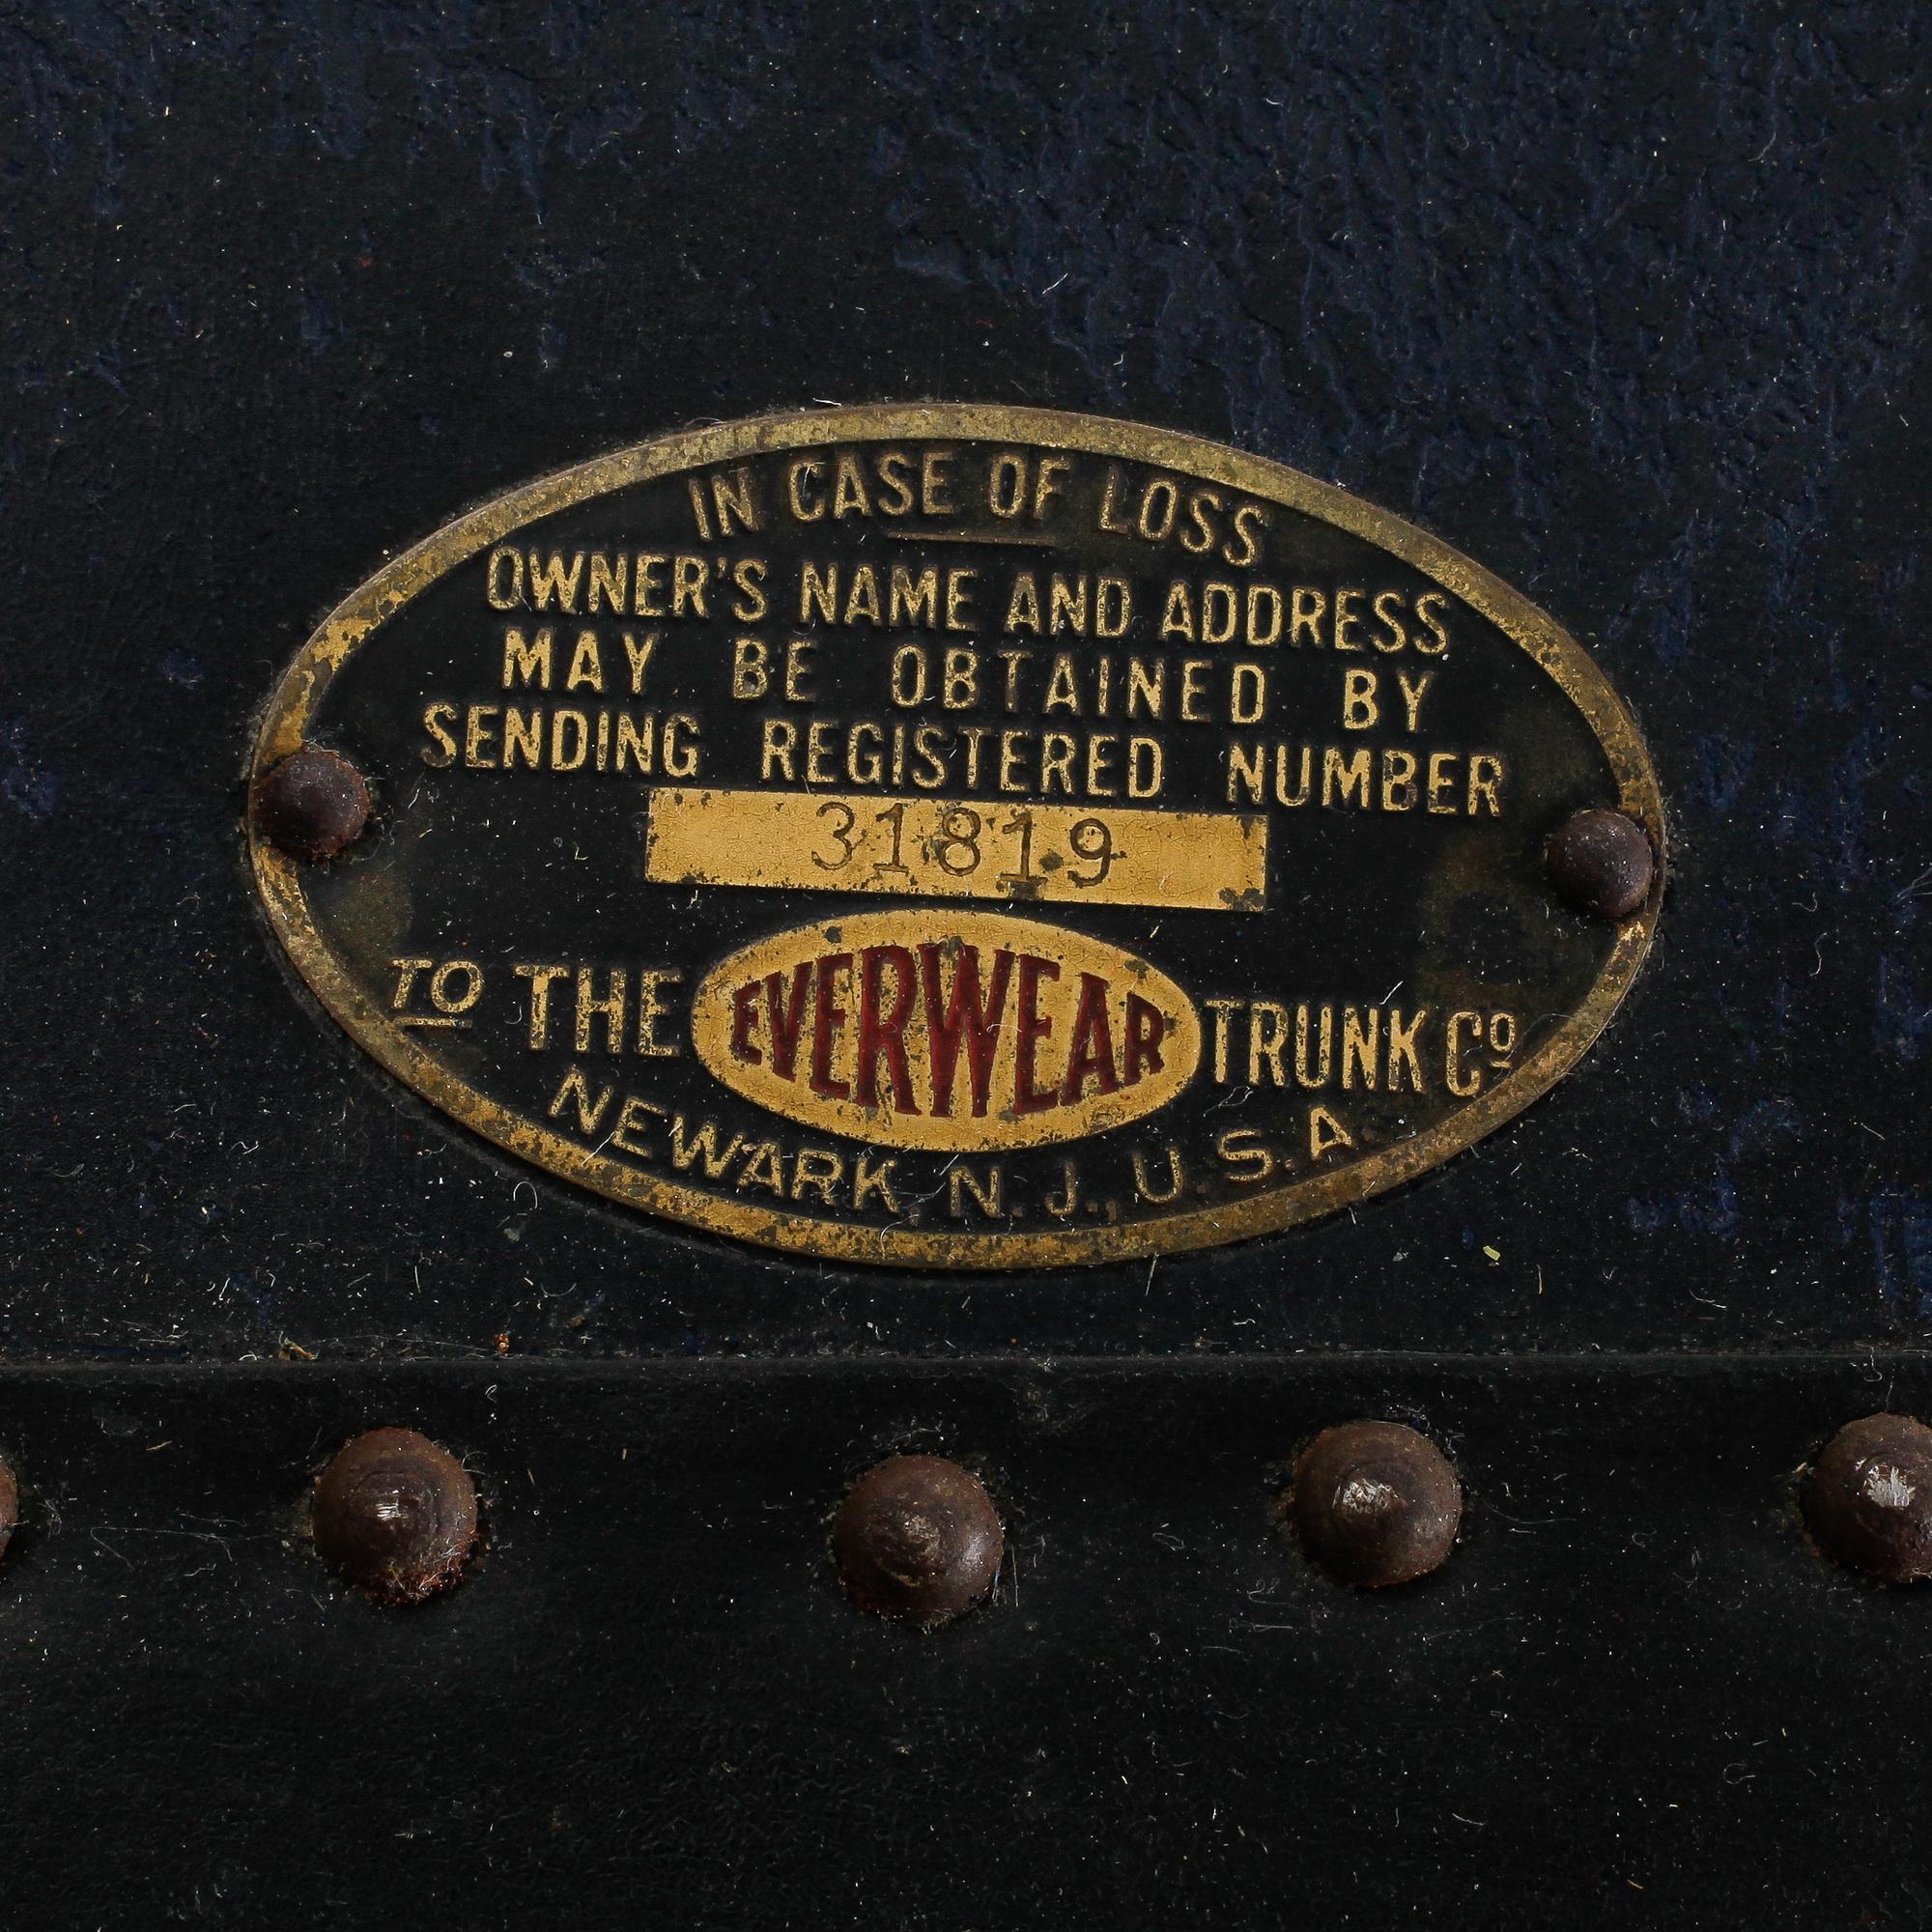 IN CASE OF LOSS
OWNER'S NAME AND ADDRESS
MAY BE OBTAINED BY
SENDING REGISTERED NUMBER
31819
TO THE EVERWEAR TRUNK Cº
NEWARK, N.J., U.S.A.